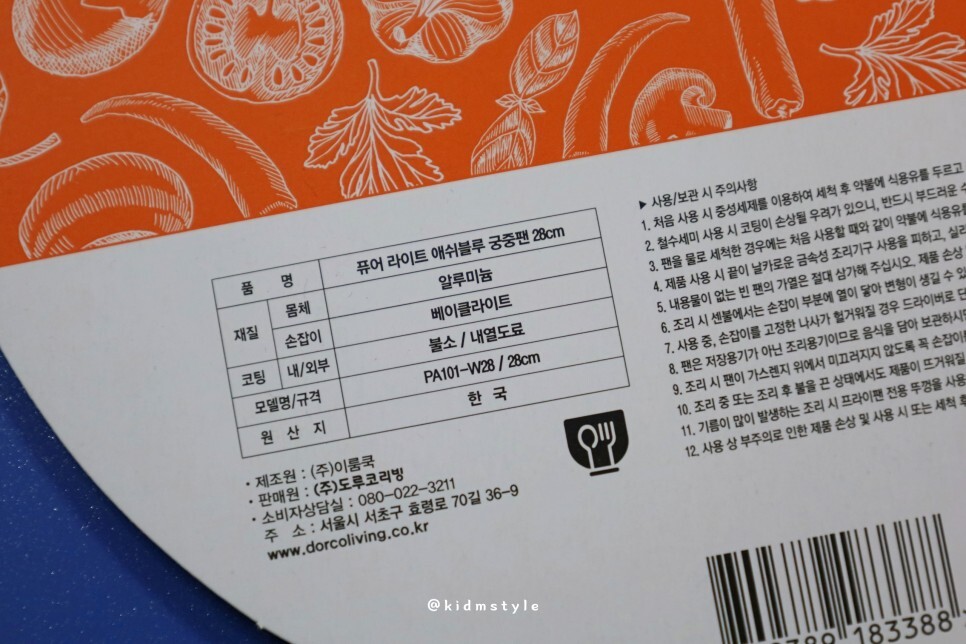 품 명 퓨어 라이트 애쉬블루 궁중팬 28cm
재질 몸체 알루미늄
손잡이 베이클라이트
코팅 내/외부 불소 / 내열도료
모델명/규격 PA101-W28 / 28cm
원 산 지 한 국
· 제조원 : (주)이룸쿡
· 판매원 : (주)도루코리빙
· 소비자상담실 : 080-022-3211
주 소 : 서울시 서초구 효령로 70길 36-9
www.dorcoliving.co.kr
▶ 사용/보관 시 주의사항
1. 처음 사용 시 중성세제를 이용하여 세척 후 약불에 식용유를 두르고
2. 철수세미 사용 시 코팅이 손상될 우려가 있으니, 반드시 부드러운
3. 팬을 물로 세척한 경우에는 처음 사용할 때와 같이 약불에 식용유를
4. 제품 사용 시 끝이 날카로운 금속성 조리기구 사용을 피하고,
5. 내용물이 없는 빈 팬의 가열은 절대 삼가해 주십시오. 제품 손상
6. 조리 시 센불에서는 손잡이 부분에 열이 닿아 변형이 생길 수
7. 사용 중, 손잡이를 고정한 나사가 헐거워질 경우 드라이버로
8. 팬은 저장용기가 아닌 조리용기이므로 음식을 담아 보관하시면
9. 조리 시 팬이 가스렌지 위에서 미끄러지지 않도록 꼭 손잡이를
10. 조리 중 또는 조리 후 불을 끈 상태에서도 제품이 뜨거워질
11. 기름이 많이 발생하는 조리 시 프라이팬 전용 뚜껑을 사용
12. 사용 상 부주의로 인한 제품 손상 및 사용 시 또는 세척 후
183388
@kidmstyle